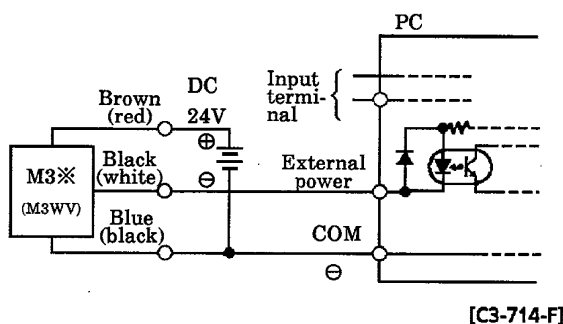 PC
Input
termi-
nal
DC
24V
Brown
(red)
⊕
M3※
(M3WV)
Black
(white)
⊖
External
power
Blue
(black)
COM
⊖
[C3-714-F]